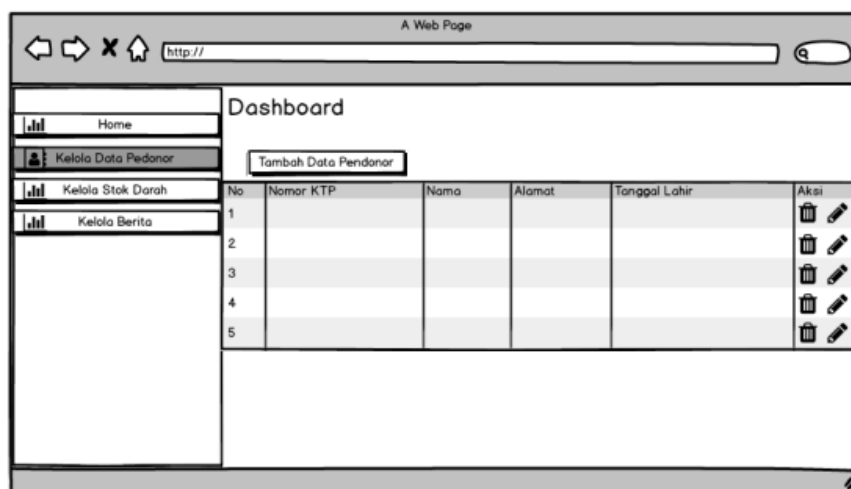 A Web Page
http://
Home
Kelola Data Pedonor
Kelola Stok Darah
Kelola Berita
Dashboard
Tambah Data Pendonor
No Nomor KTP Nama Alamat Tanggal Lahir Aksi
1
2
3
4
5